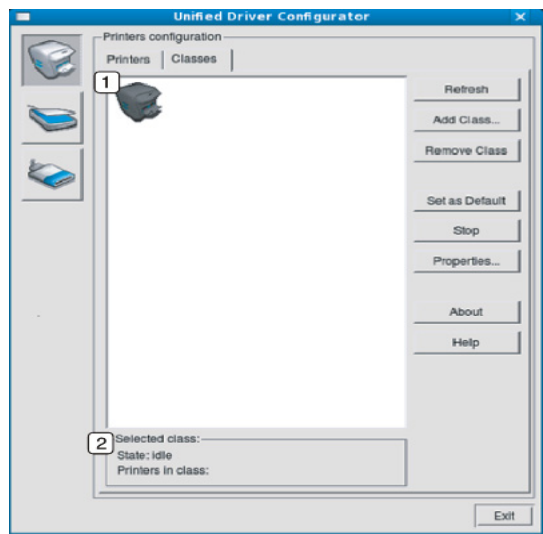 Unified Driver Configurator
Printers configuration
Printers
Classes
1
Refresh
Add Class...
Remove Class
Set as Default
Stop
Properties...
About
Help
2
Selected class:
State: idle
Printers in class:
Exit